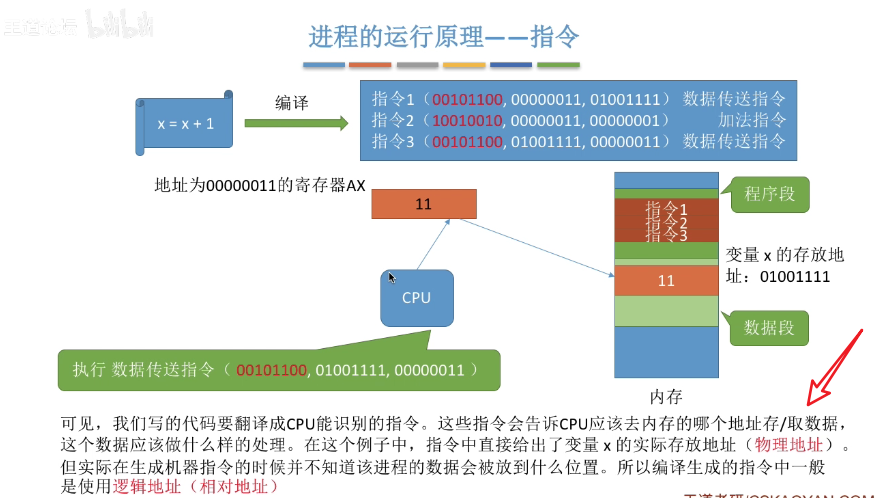 进程的运行原理——指令
x = x + 1
编译
指令1（00101100, 00000011, 01001111） 数据传送指令
指令2（10010010, 00000011, 00000001） 加法指令
指令3（00101100, 01001111, 00000011） 数据传送指令
地址为00000011的寄存器AX
11
CPU
执行 数据传送指令（ 00101100, 01001111, 00000011 ）
程序段
指令1
指令2
指令3
变量 x 的存放地
址：01001111
11
数据段
内存
可见，我们写的代码要翻译成CPU能识别的指令。这些指令会告诉CPU应该去内存的哪个地址存/取数据，
这个数据应该做什么样的处理。在这个例子中，指令中直接给出了变量 x 的实际存放地址（物理地址）。
但实际在生成机器指令的时候并不知道该进程的数据会被放到什么位置。所以编译生成的指令中一般
是使用逻辑地址（相对地址）